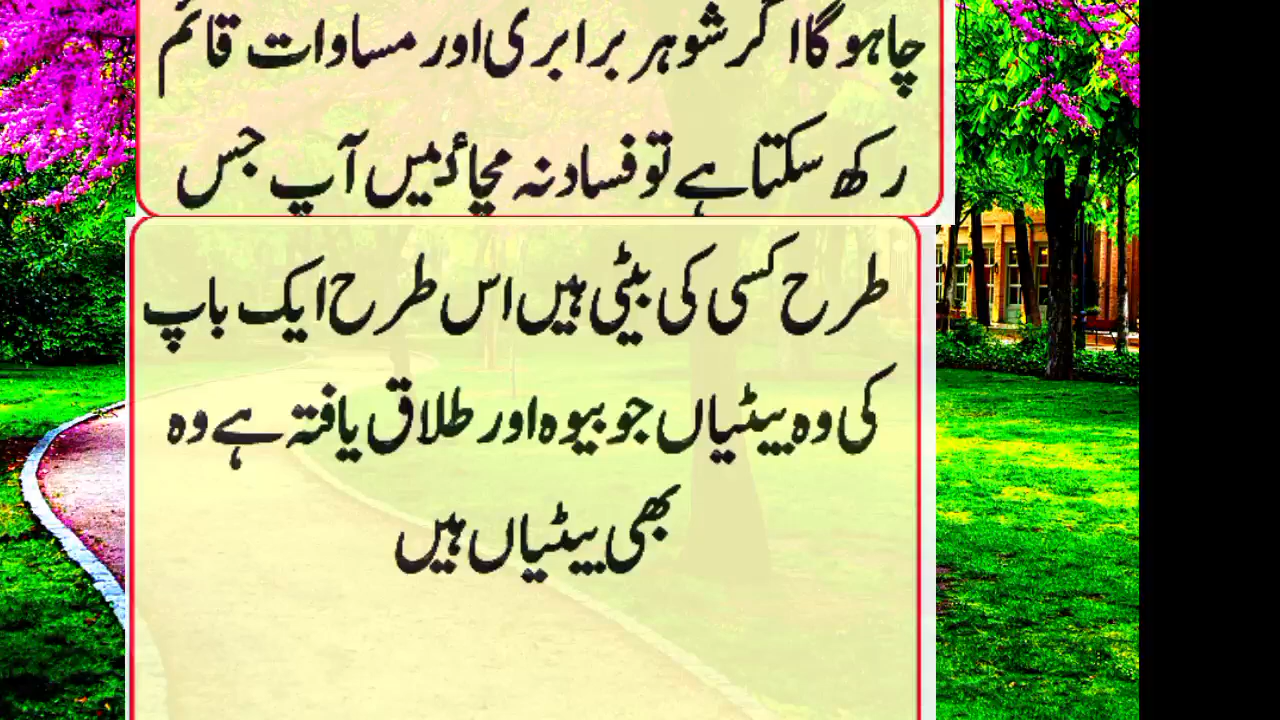 چاہو گا اگر شوہر برابری اور مساوات قائم
رکھ سکتا ہے تو فساد نہ مچائر میں آپ جس
طرح کسی کی بیٹی ہیں اس طرح ایک باپ
کی وہ بیٹیاں جو بیوہ اور طلاق یافتہ ہے وہ
بھی بیٹیاں ہیں